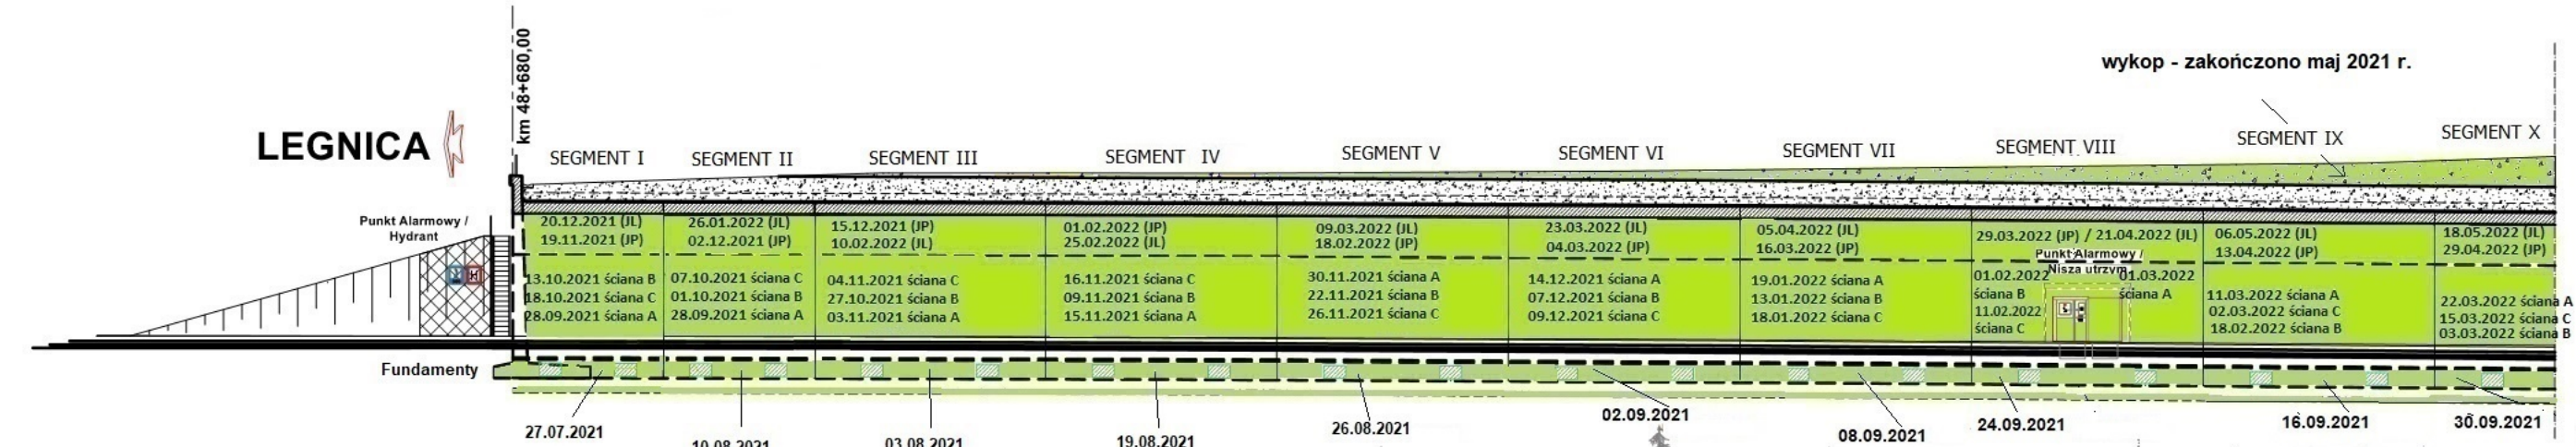 km 48+680,00
wykop - zakończono maj 2021 r.
LEGNICA
SEGMENT I
SEGMENT II
SEGMENT III
SEGMENT IV
SEGMENT V
SEGMENT VI
SEGMENT VII
SEGMENT VIII
SEGMENT IX
SEGMENT X
Punkt Alarmowy /
Hydrant
20.12.2021 (JL)
19.11.2021 (JP)
13.10.2021 ściana B
18.10.2021 ściana C
28.09.2021 ściana A
26.01.2022 (JL)
02.12.2021 (JP)
07.10.2021 ściana C
01.10.2021 ściana B
28.09.2021 ściana A
15.12.2021 (JP)
10.02.2022 (JL)
04.11.2021 ściana C
27.10.2021 ściana B
03.11.2021 ściana A
01.02.2022 (JP)
25.02.2022 (JL)
16.11.2021 ściana C
09.11.2021 ściana B
15.11.2021 ściana A
09.03.2022 (JL)
18.02.2022 (JP)
30.11.2021 ściana A
22.11.2021 ściana B
26.11.2021 ściana C
23.03.2022 (JL)
04.03.2022 (JP)
14.12.2021 ściana A
07.12.2021 ściana B
09.12.2021 ściana C
05.04.2022 (JL)
16.03.2022 (JP)
19.01.2022 ściana A
13.01.2022 ściana B
18.01.2022 ściana C
29.03.2022 (JP) / 21.04.2022 (JL)
Punkt Alarmowy /
Nisza utrzym.
01.02.2022
ściana B
11.02.2022
ściana C
01.03.2022
ściana A
06.05.2022 (JL)
13.04.2022 (JP)
11.03.2022 ściana A
02.03.2022 ściana C
18.02.2022 ściana B
18.05.2022 (JL)
29.04.2022 (JP)
22.03.2022 ściana A
15.03.2022 ściana C
03.03.2022 ściana B
Fundamenty
27.07.2021
10.08.2021
03.08.2021
19.08.2021
26.08.2021
02.09.2021
08.09.2021
24.09.2021
16.09.2021
30.09.2021